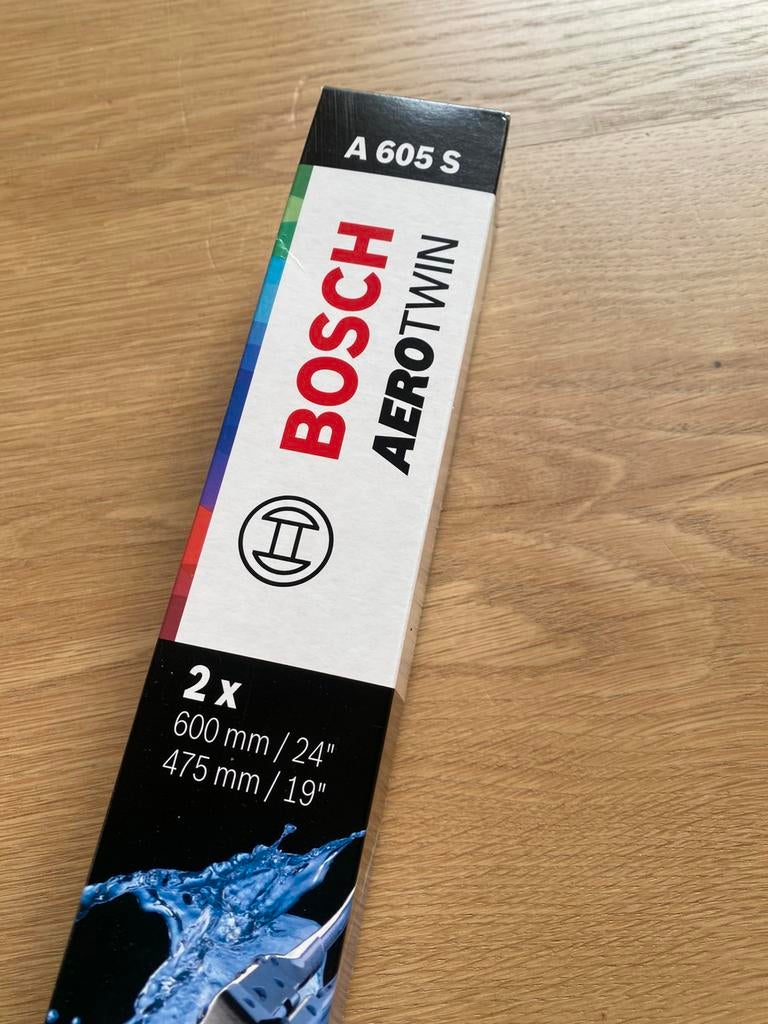 A 605 S
BOSCH
AEROTWIN
2 x
600 mm / 24"
475 mm / 19"